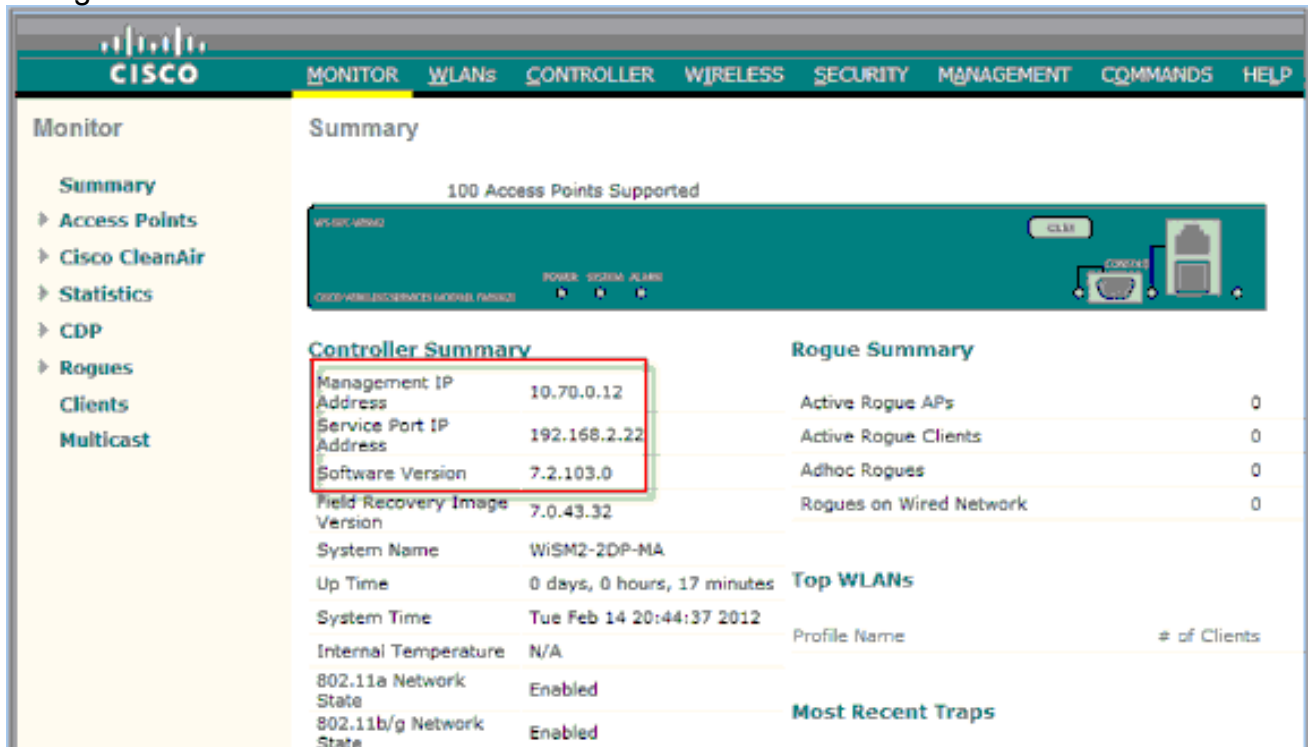 CISCO
MONITOR WLANs CONTROLLER WIRELESS SECURITY MANAGEMENT COMMANDS HELP
Monitor
Summary
Access Points
Cisco CleanAir
Statistics
CDP
Rogues
Clients
Multicast
Summary
100 Access Points Supported
POWER SYSTEM ALARM
Controller Summary
Management IP
Address 10.70.0.12
Service Port IP
Address 192.168.2.22
Software Version 7.2.103.0
Field Recovery Image
Version 7.0.43.32
System Name WiSM2-2DP-MA
Up Time 0 days, 0 hours, 17 minutes
System Time Tue Feb 14 20:44:37 2012
Internal Temperature N/A
802.11a Network
State Enabled
802.11b/g Network
State Enabled
Rogue Summary
Active Rogue APs 0
Active Rogue Clients 0
Adhoc Rogues 0
Rogues on Wired Network 0
Top WLANs
Profile Name # of Clients
Most Recent Traps